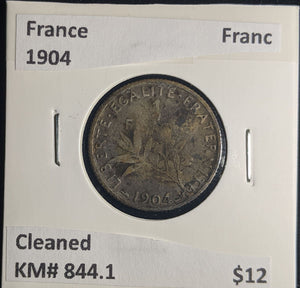 France Franc
1904
LIBERTE·EGALITE·FRATERNITE
1904
Cleaned
KM# 844.1 $12